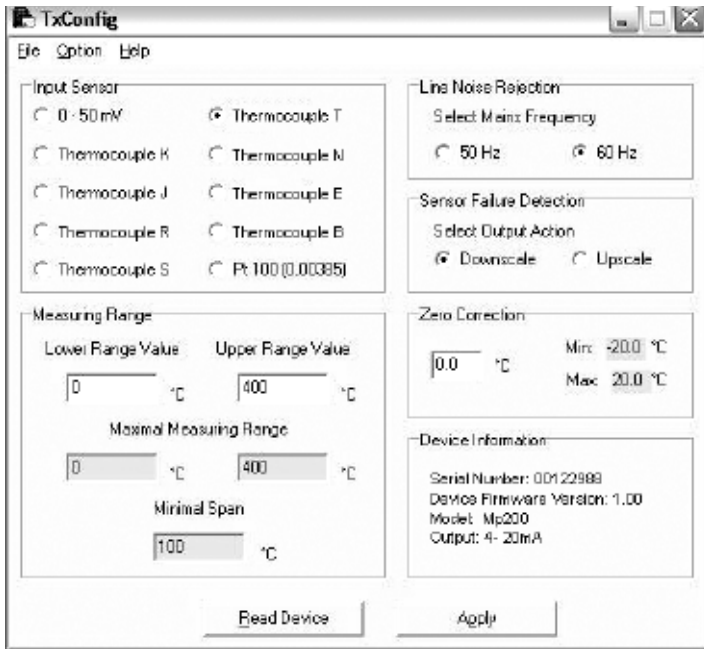 TxConfig
File Option Help
Input Sensor
0 - 50 mV
Thermocouple T
Thermocouple K
Thermocouple N
Thermocouple J
Thermocouple E
Thermocouple R
Thermocouple B
Thermocouple S
Pt 100 (0.00385)
Line Noise Rejection
Select Mains Frequency
50 Hz 60 Hz
Sensor Failure Detection
Select Output Action
Downscale Upscale
Measuring Range
Lower Range Value Upper Range Value
0 °C 400 °C
Maximal Measuring Range
0 °C 400 °C
Minimal Span
100 °C
Zero Correction
0.0 °C
Min: -20.0 °C
Max: 20.0 °C
Device Information
Serial Number: 00122989
Device Firmware Version: 1.00
Model: Mp200
Output: 4- 20mA
Read Device Apply